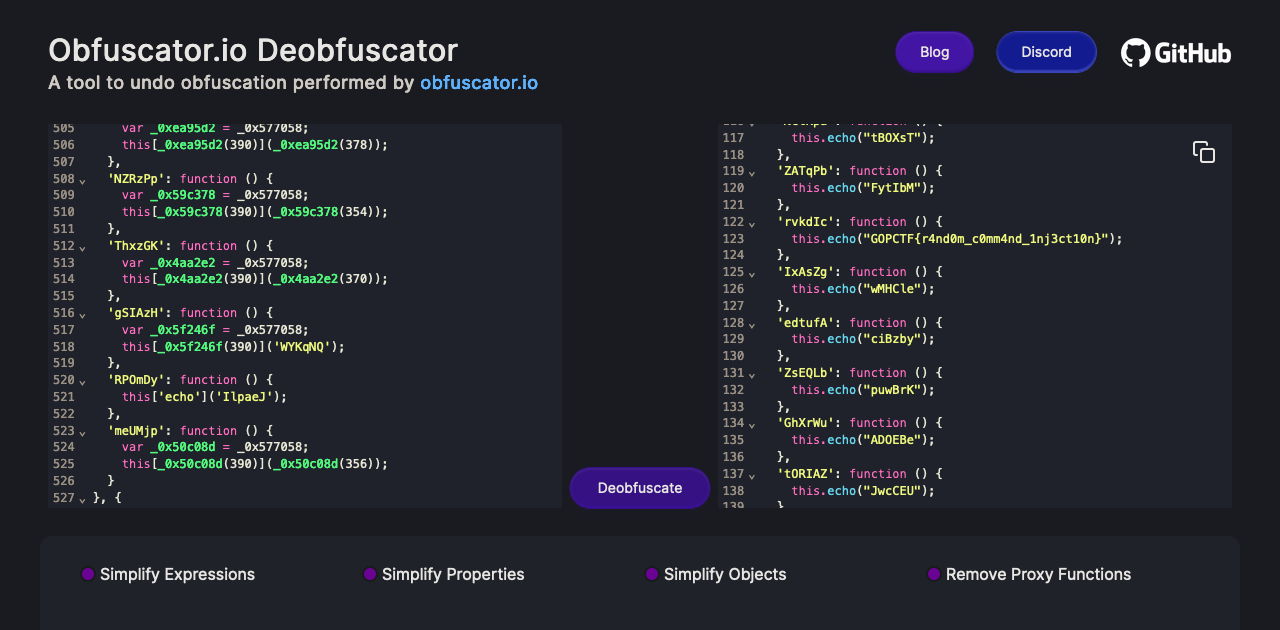 Obfuscator.io Deobfuscator
A tool to undo obfuscation performed by obfuscator.io
Blog
Discord
GitHub
505 var _0xea95d2 = _0x577058;
506 this[_0xea95d2(390)](_0xea95d2(378));
507 },
508 'NZRzPp': function () {
509 var _0x59c378 = _0x577058;
510 this[_0x59c378(390)](_0x59c378(354));
511 },
512 'ThxzGK': function () {
513 var _0x4aa2e2 = _0x577058;
514 this[_0x4aa2e2(390)](_0x4aa2e2(370));
515 },
516 'gSIAzH': function () {
517 var _0x5f246f = _0x577058;
518 this[_0x5f246f(390)]('WYKqNQ');
519 },
520 'RPOmDy': function () {
521 this['echo']('IlpaeJ');
522 },
523 'meUMjp': function () {
524 var _0x50c08d = _0x577058;
525 this[_0x50c08d(390)](_0x50c08d(356));
526 }
527 }, {
Deobfuscate
117 this.echo("tBOXsT");
118 },
119 'ZATqPb': function () {
120 this.echo("FytIbM");
121 },
122 'rvkdIc': function () {
123 this.echo("GOPCTF{r4nd0m_c0mm4nd_1nj3ct10n}");
124 },
125 'IxAsZg': function () {
126 this.echo("wMHCle");
127 },
128 'edtufA': function () {
129 this.echo("ciBzby");
130 },
131 'ZsEQLb': function () {
132 this.echo("puwBrK");
133 },
134 'GhXrWu': function () {
135 this.echo("ADOEBe");
136 },
137 'tORIAZ': function () {
138 this.echo("JwcCEU");
139 }
Simplify Expressions
Simplify Properties
Simplify Objects
Remove Proxy Functions